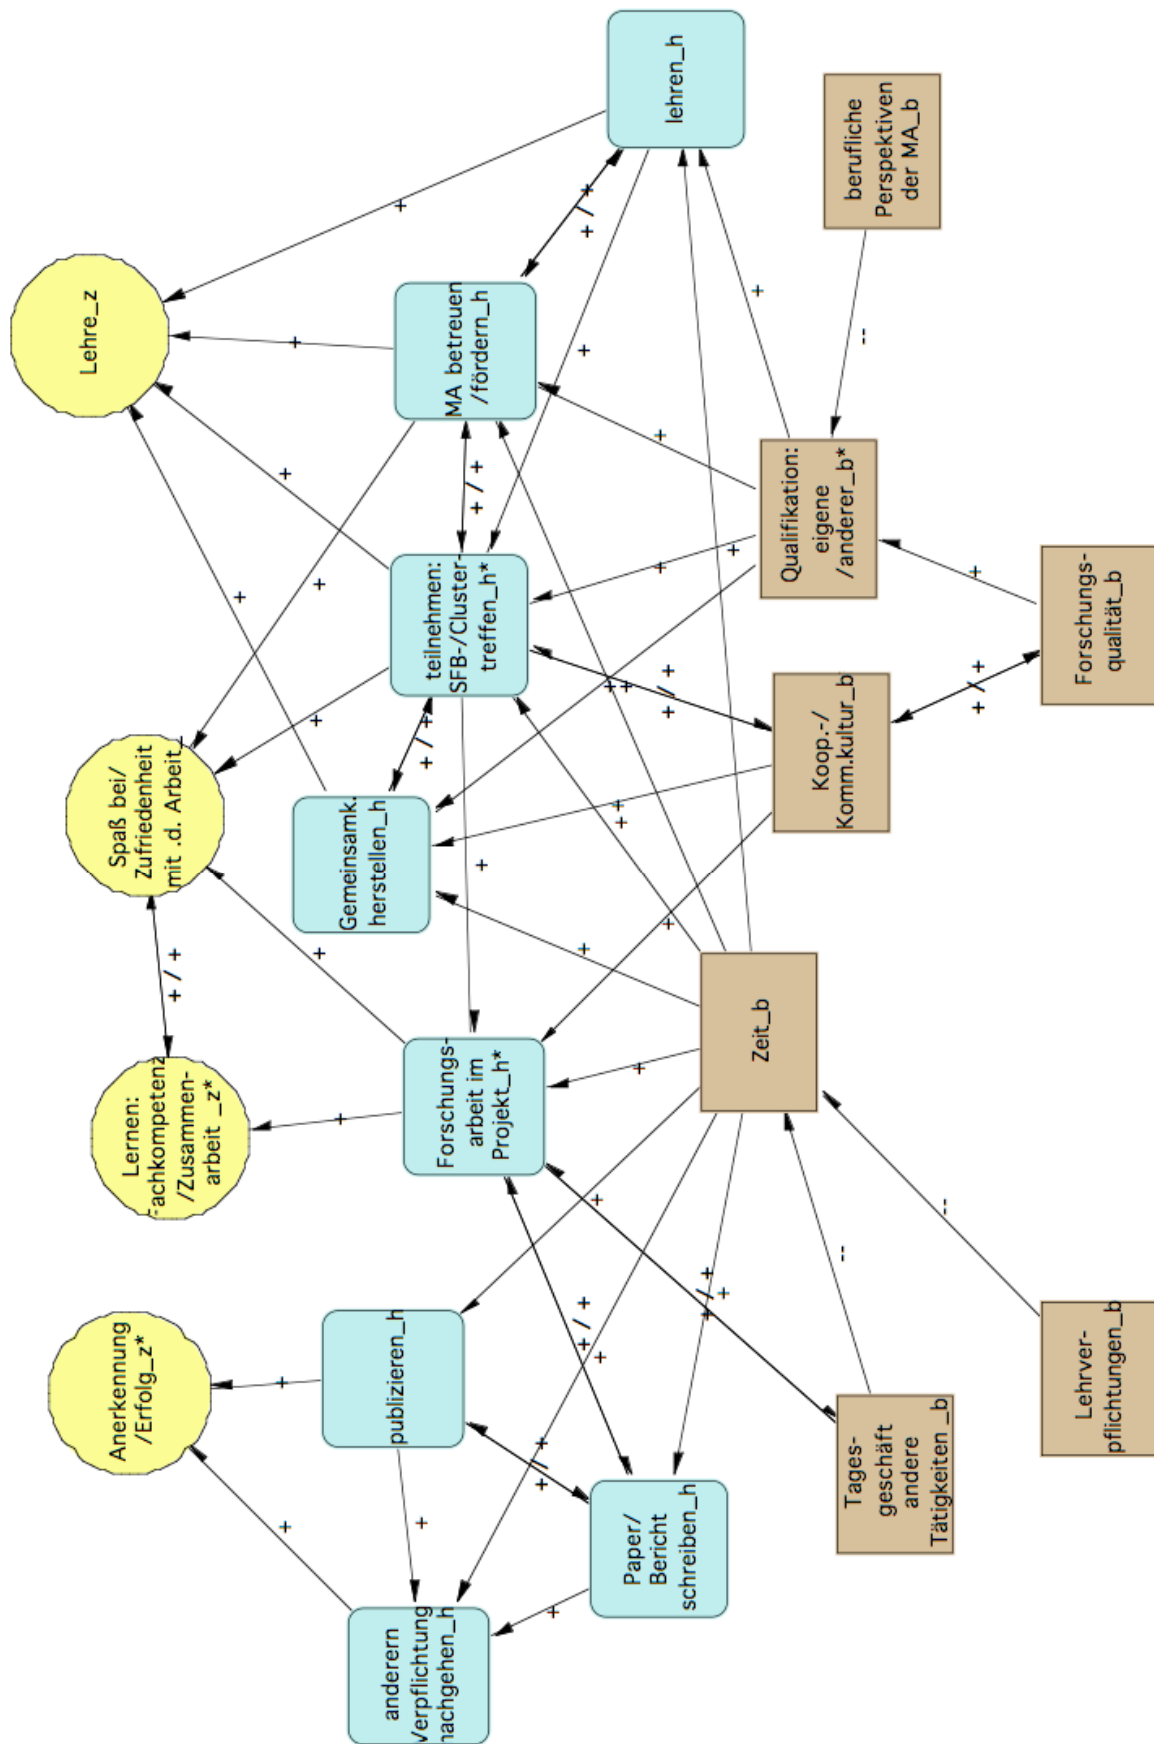 Anerkennung
/Erfolg_z*
Lernen:
Fachkompetenz
/Zusammen-
arbeit _z*
+ / +
Spaß bei/
Zufriedenheit
mit .d. Arbeit_
Lehre_z
+
+
+
+
+
+
+
+
+
+
anderern
Verpflichtung
nachgehen_h
+
publizieren_h
Forschungs-
arbeit im
Projekt_h*
+
Gemeinsamk.
herstellen_h
+ / +
teilnehmen:
SFB-/Cluster-
treffen_h*
+ / +
MA betreuen
/fördern_h
+ / +
lehren_h
+
+ / +
Paper/
Bericht
schreiben_h
+ / +
+
+
+
+
+
+
+
+
+
+
+
+ / +
+
+
+ / +
+
+
+
Zeit_b
Koop.-/
Komm.kultur_b
Qualifikation:
eigene
/anderer_b*
--
berufliche
Perspektiven
der MA_b
--
Tages-
geschäft
andere
Tätigkeiten _b
--
+ / +
+
Lehrver-
pflichtungen_b
Forschungs-
qualität_b